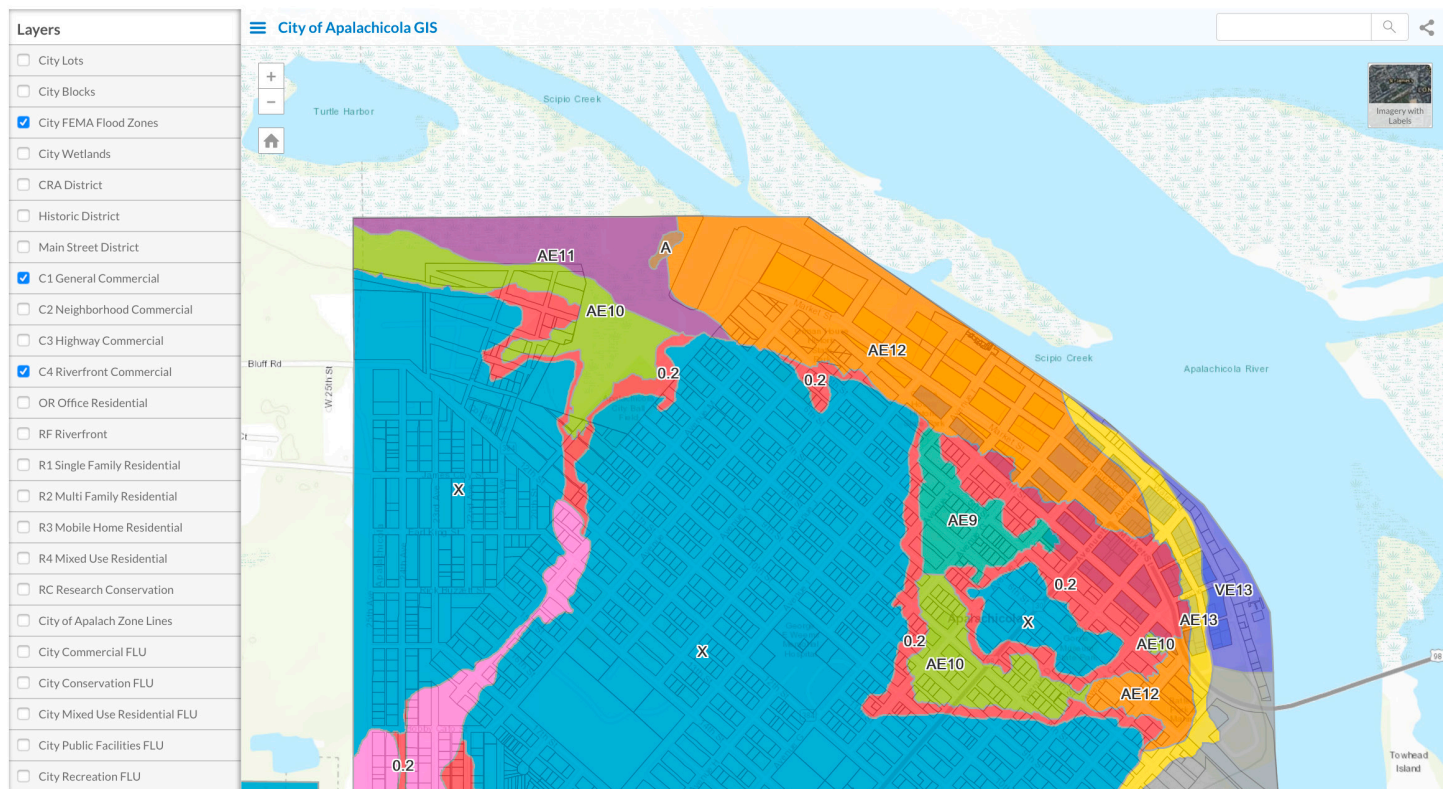 Layers
City Lots
City Blocks
City FEMA Flood Zones
City Wetlands
CRA District
Historic District
Main Street District
C1 General Commercial
C2 Neighborhood Commercial
C3 Highway Commercial
C4 Riverfront Commercial
OR Office Residential
RF Riverfront
R1 Single Family Residential
R2 Multi Family Residential
R3 Mobile Home Residential
R4 Mixed Use Residential
RC Research Conservation
City of Apalach Zone Lines
City Commercial FLU
City Conservation FLU
City Mixed Use Residential FLU
City Public Facilities FLU
City Recreation FLU
City of Apalachicola GIS
+
−
Imagery with
Labels
Turtle Harbor
Scipio Creek
A
AE11
AE10
AE12
Scipio Creek
Apalachicola River
Bluff Rd
W 25th St
0.2
0.2
Market St
X
AE9
0.2
VE13
Apalachicola
X
AE13
0.2
AE10
X
AE10
AE12
98
0.2
Towhead
Island